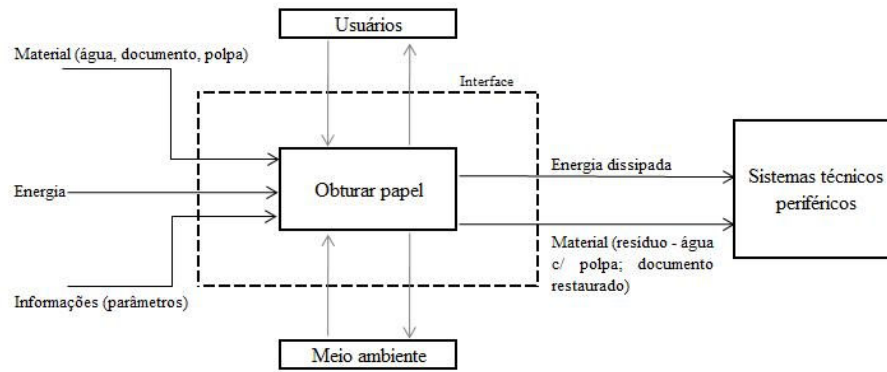 Usuários
Material (água, documento, polpa)
Interface
Energia
Obturar papel
Energia dissipada
Sistemas técnicos
periféricos
Material (resíduo - água
c/ polpa; documento
restaurado)
Informações (parâmetros)
Meio ambiente